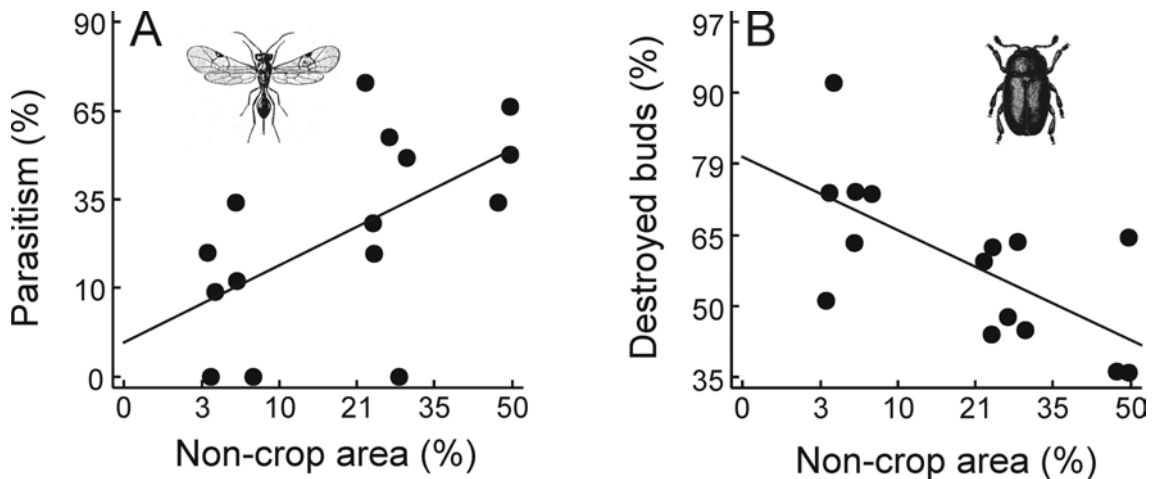 A
Parasitism (%)
90
65
35
10
0
0 3 10 21 35 50
Non-crop area (%)
B
Destroyed buds (%)
97
90
79
65
50
35
0 3 10 21 35 50
Non-crop area (%)